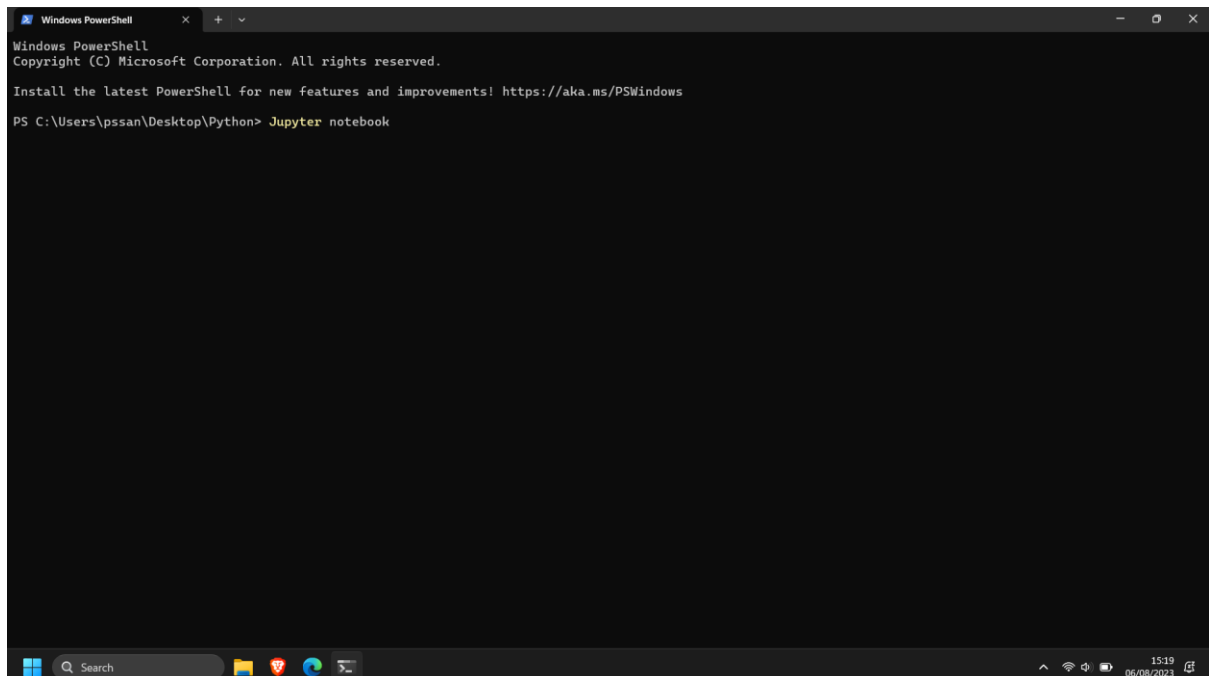 Windows PowerShell
Windows PowerShell
Copyright (C) Microsoft Corporation. All rights reserved.
Install the latest PowerShell for new features and improvements! https://aka.ms/PSWindows
PS C:\Users\pssan\Desktop\Python> Jupyter notebook
Search
15:19
06/08/2023